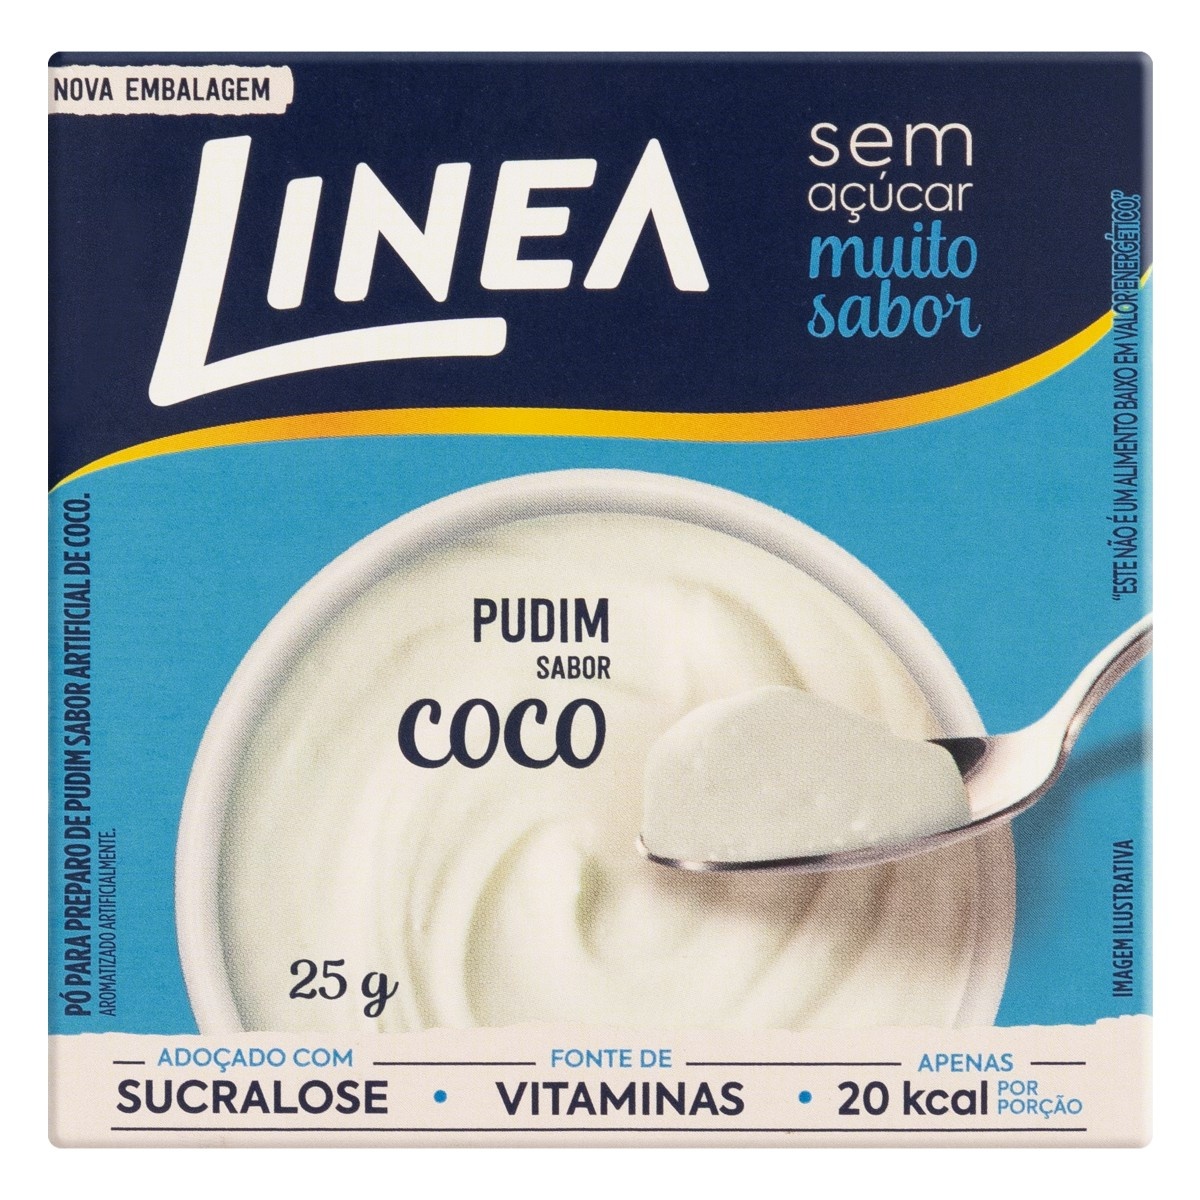 NOVA EMBALAGEM
LINEA
sem
açúcar
muito
sabor
"ESTE NÃO É UM ALIMENTO BAIXO EM VALOR ENERGÉTICO".
PÓ PARA PREPARO DE PUDIM SABOR ARTIFICIAL DE COCO.
AROMATIZADO ARTIFICIALMENTE.
PUDIM
SABOR
COCO
25 g
IMAGEM ILUSTRATIVA
ADOÇADO COM
SUCRALOSE
FONTE DE
VITAMINAS
APENAS
20 kcal POR
PORÇÃO